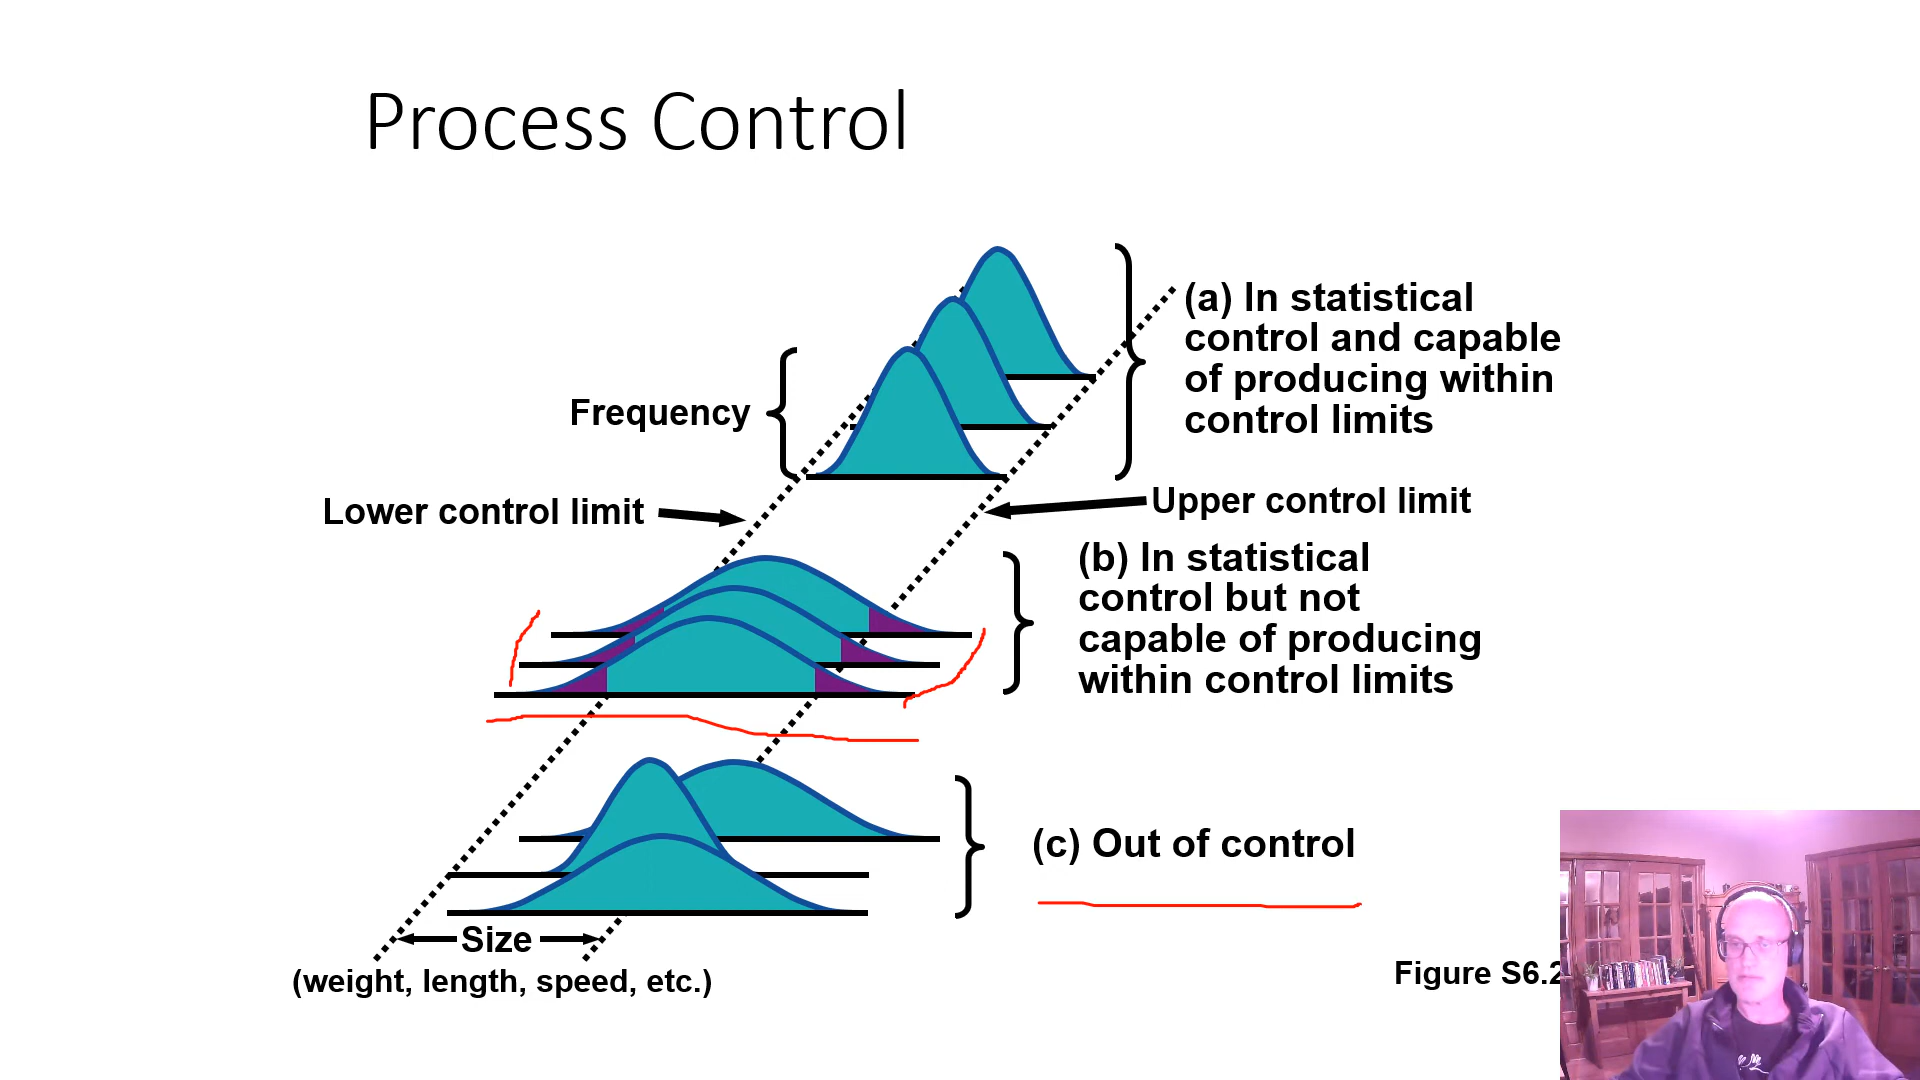 Process Control
(a) In statistical
control and capable
of producing within
control limits
Frequency
Lower control limit
Upper control limit
(b) In statistical
control but not
capable of producing
within control limits
(c) Out of control
Size
(weight, length, speed, etc.)
Figure S6.2